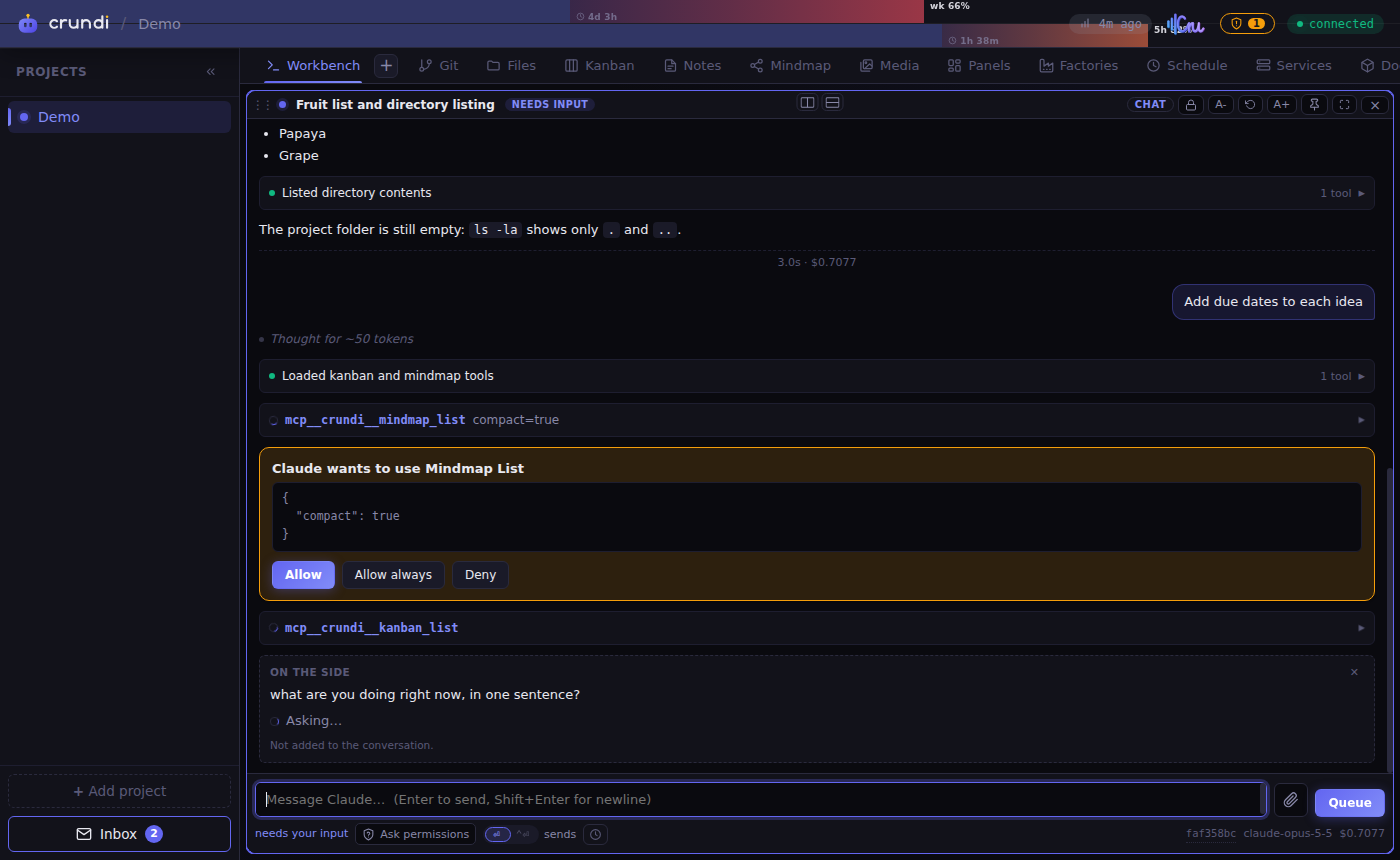 crundi / Demo
4d 3h
wk 66%
1h 38m
4m ago
1
connected
PROJECTS
«
Workbench
+
Git
Files
Kanban
Notes
Mindmap
Media
Panels
Factories
Schedule
Services
Do
Demo
Fruit list and directory listing
NEEDS INPUT
CHAT
A-
A+
• Papaya
• Grape
Listed directory contents
1 tool
The project folder is still empty: ls -la shows only . and ...
3.0s · $0.7077
Add due dates to each idea
Thought for ~50 tokens
Loaded kanban and mindmap tools
1 tool
mcp__crundi__mindmap_list compact=true
Claude wants to use Mindmap List
{
"compact": true
}
Allow
Allow always
Deny
mcp__crundi__kanban_list
ON THE SIDE
what are you doing right now, in one sentence?
Asking…
Not added to the conversation.
+ Add project
Inbox 2
Message Claude… (Enter to send, Shift+Enter for newline)
Queue
needs your input
Ask permissions
sends
faf358bc claude-opus-5-5 $0.7077